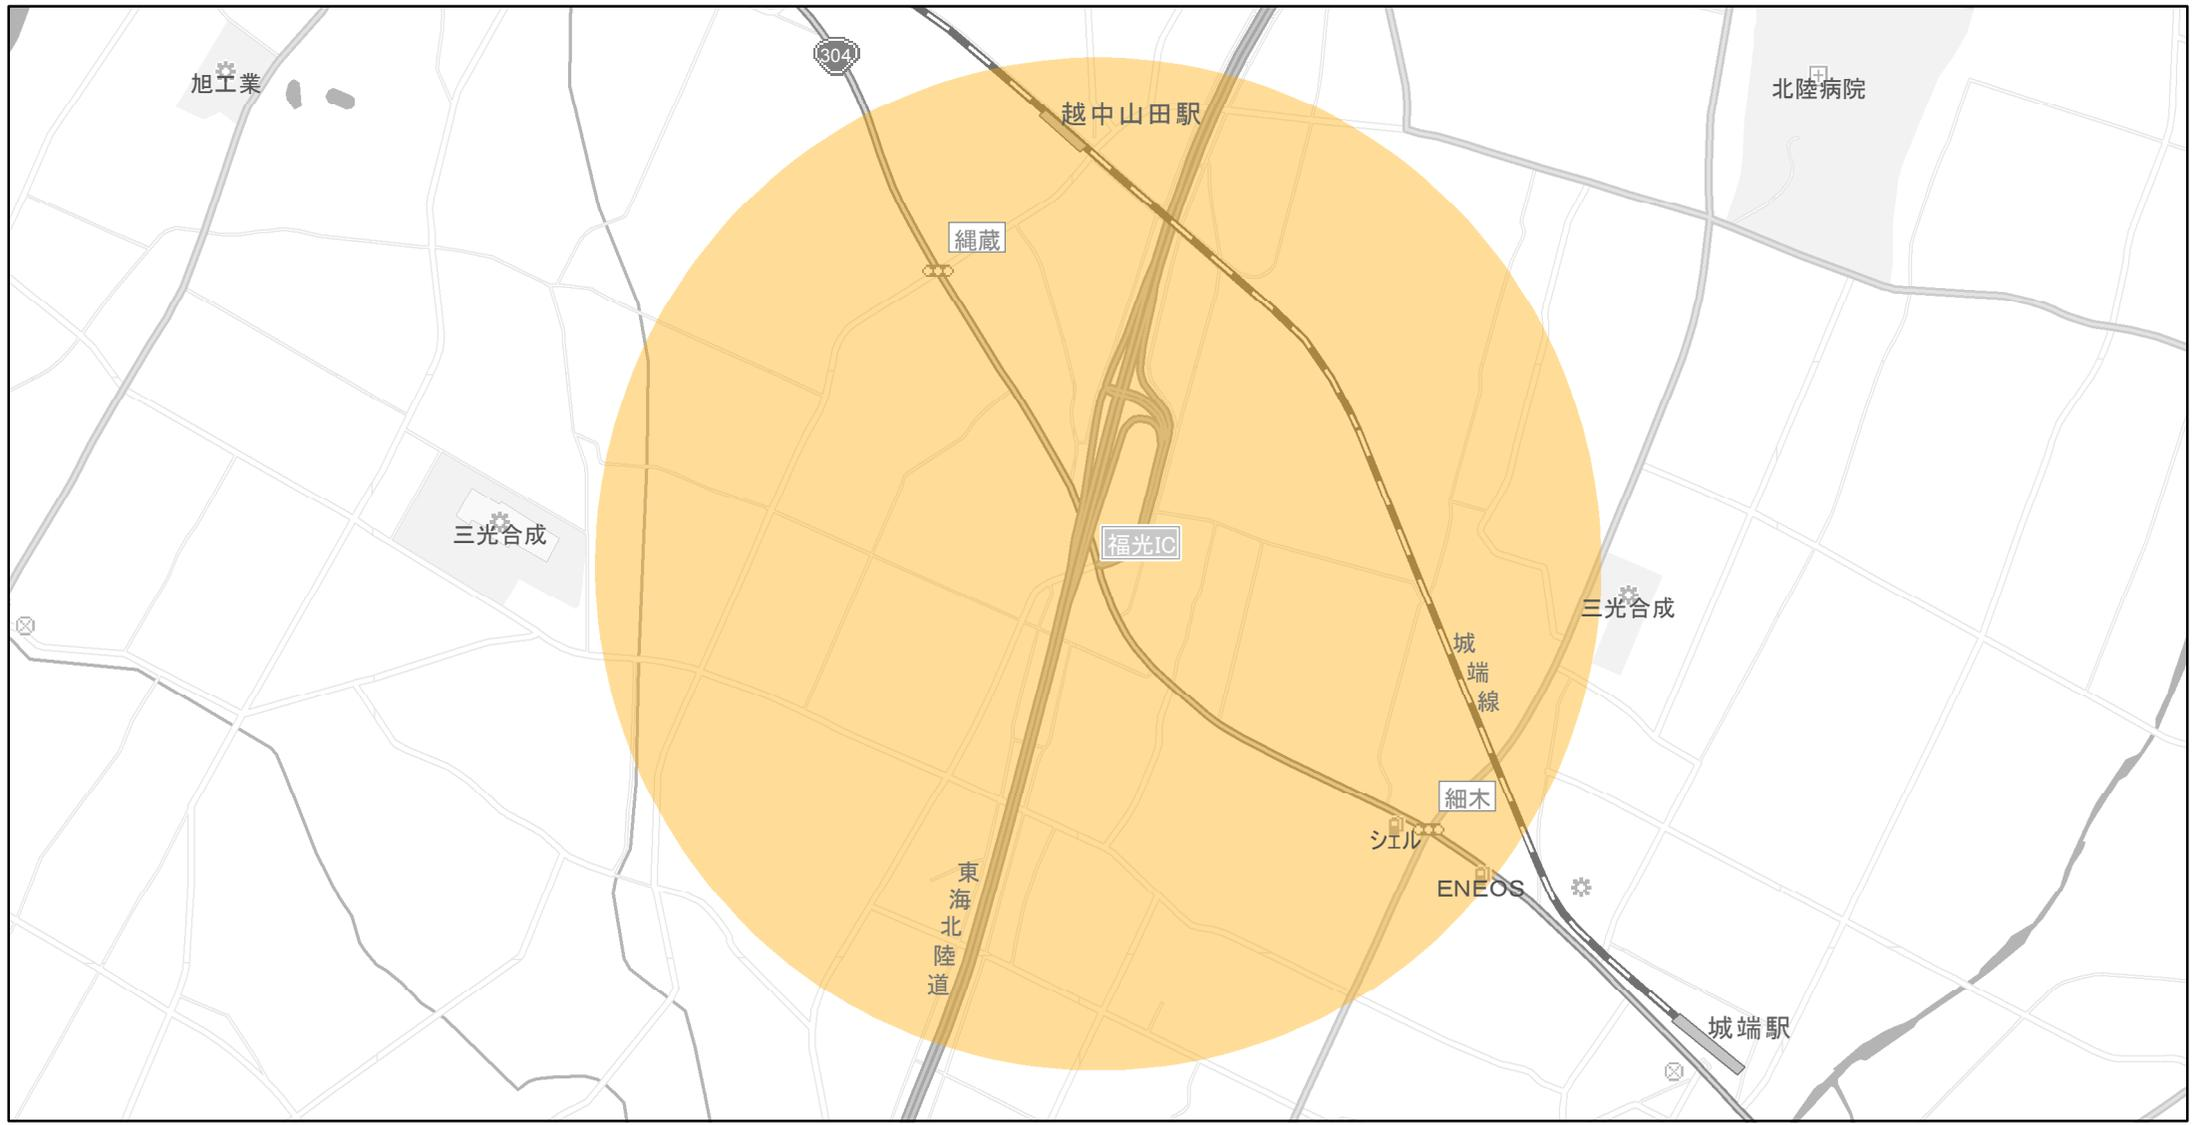 304
旭工業
北陸病院
越中山田駅
縄蔵
三光合成
福光IC
三光合成
城端線
細木
シェル
東海北陸道
ENEOS
城端駅